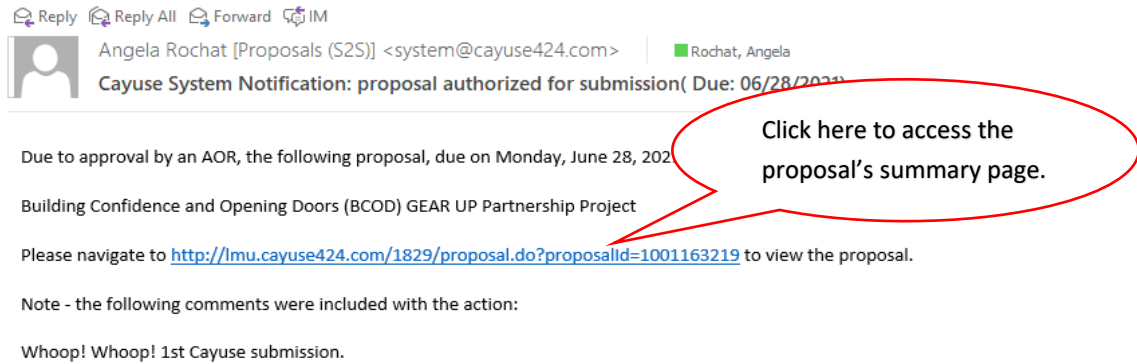 Reply Reply All Forward IM
Angela Rochat [Proposals (S2S)] <system@cayuse424.com> Rochat, Angela
Cayuse System Notification: proposal authorized for submission( Due: 06/28/2021)
Click here to access the
proposal's summary page.
Due to approval by an AOR, the following proposal, due on Monday, June 28, 202
Building Confidence and Opening Doors (BCOD) GEAR UP Partnership Project
Please navigate to http://lmu.cayuse424.com/1829/proposal.do?proposalId=1001163219 to view the proposal.
Note - the following comments were included with the action:
Whoop! Whoop! 1st Cayuse submission.